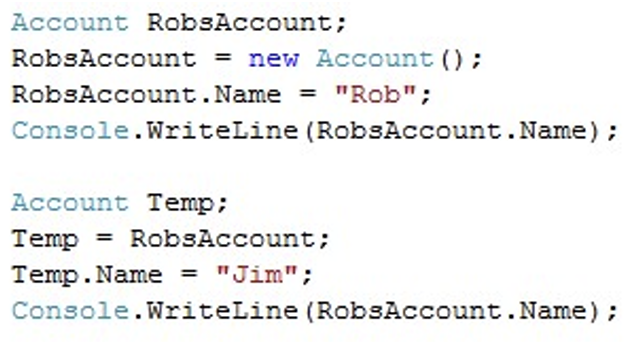 Account RobsAccount;
RobsAccount = new Account();
RobsAccount.Name = "Rob";
Console.WriteLine(RobsAccount.Name);
Account Temp;
Temp = RobsAccount;
Temp.Name = "Jim";
Console.WriteLine(RobsAccount.Name);